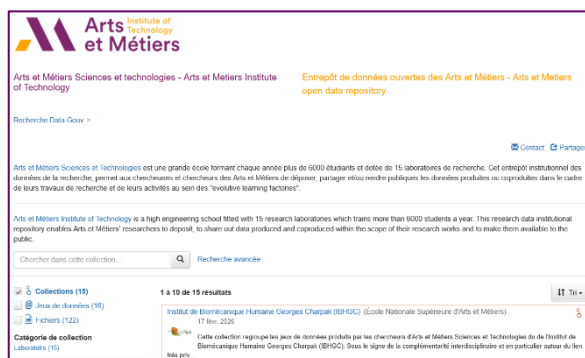 Arts Institute of Technology
et Métiers
Arts et Métiers Sciences et technologies - Arts et Metiers Institute of Technology
Entrepôt de données ouvertes des Arts et Métiers - Arts et Metiers open data repository
Recherche Data Gouv >
Contact Partager
Arts et Métiers Sciences et Technologies est une grande école formant chaque année plus de 6000 étudiants et dotée de 15 laboratoires de recherche. Cet entrepôt institutionnel des
données de la recherche, permet aux chercheuses et chercheurs des Arts et Métiers de déposer, partager et/ou rendre publiques les données produites ou coproduites dans le cadre
de leurs travaux de recherche et de leurs activités au sein des "evolutive learning factories".
Arts et Métiers Institute of Technology is a high engineering school fitted with 15 research laboratories which trains more than 6000 students a year. This research data institutional
repository enables Arts et Métiers' researchers to deposit, to share out data produced and coproduced within the scope of their research works and to make them available to the
public.
Chercher dans cette collection...
Recherche avancée
Collections (15)
Jeux de données (16)
Fichiers (122)
Catégorie de collection
Laboratoire (15)
1 à 10 de 15 résultats
Tri
Institut de Biomécanique Humaine Georges Charpak (IBHGC) (École Nationale Supérieure d'Arts et Métiers)
17 févr. 2026
Cette collection regroupe les jeux de données produits par les chercheurs d'Arts et Métiers Sciences et Technologies du de l'Institut de
Biomécanique Humaine Georges Charpak (IBHGC). Sous le signe de la complémentarité interdisciplinaire et en particulier autour du lien
très priv